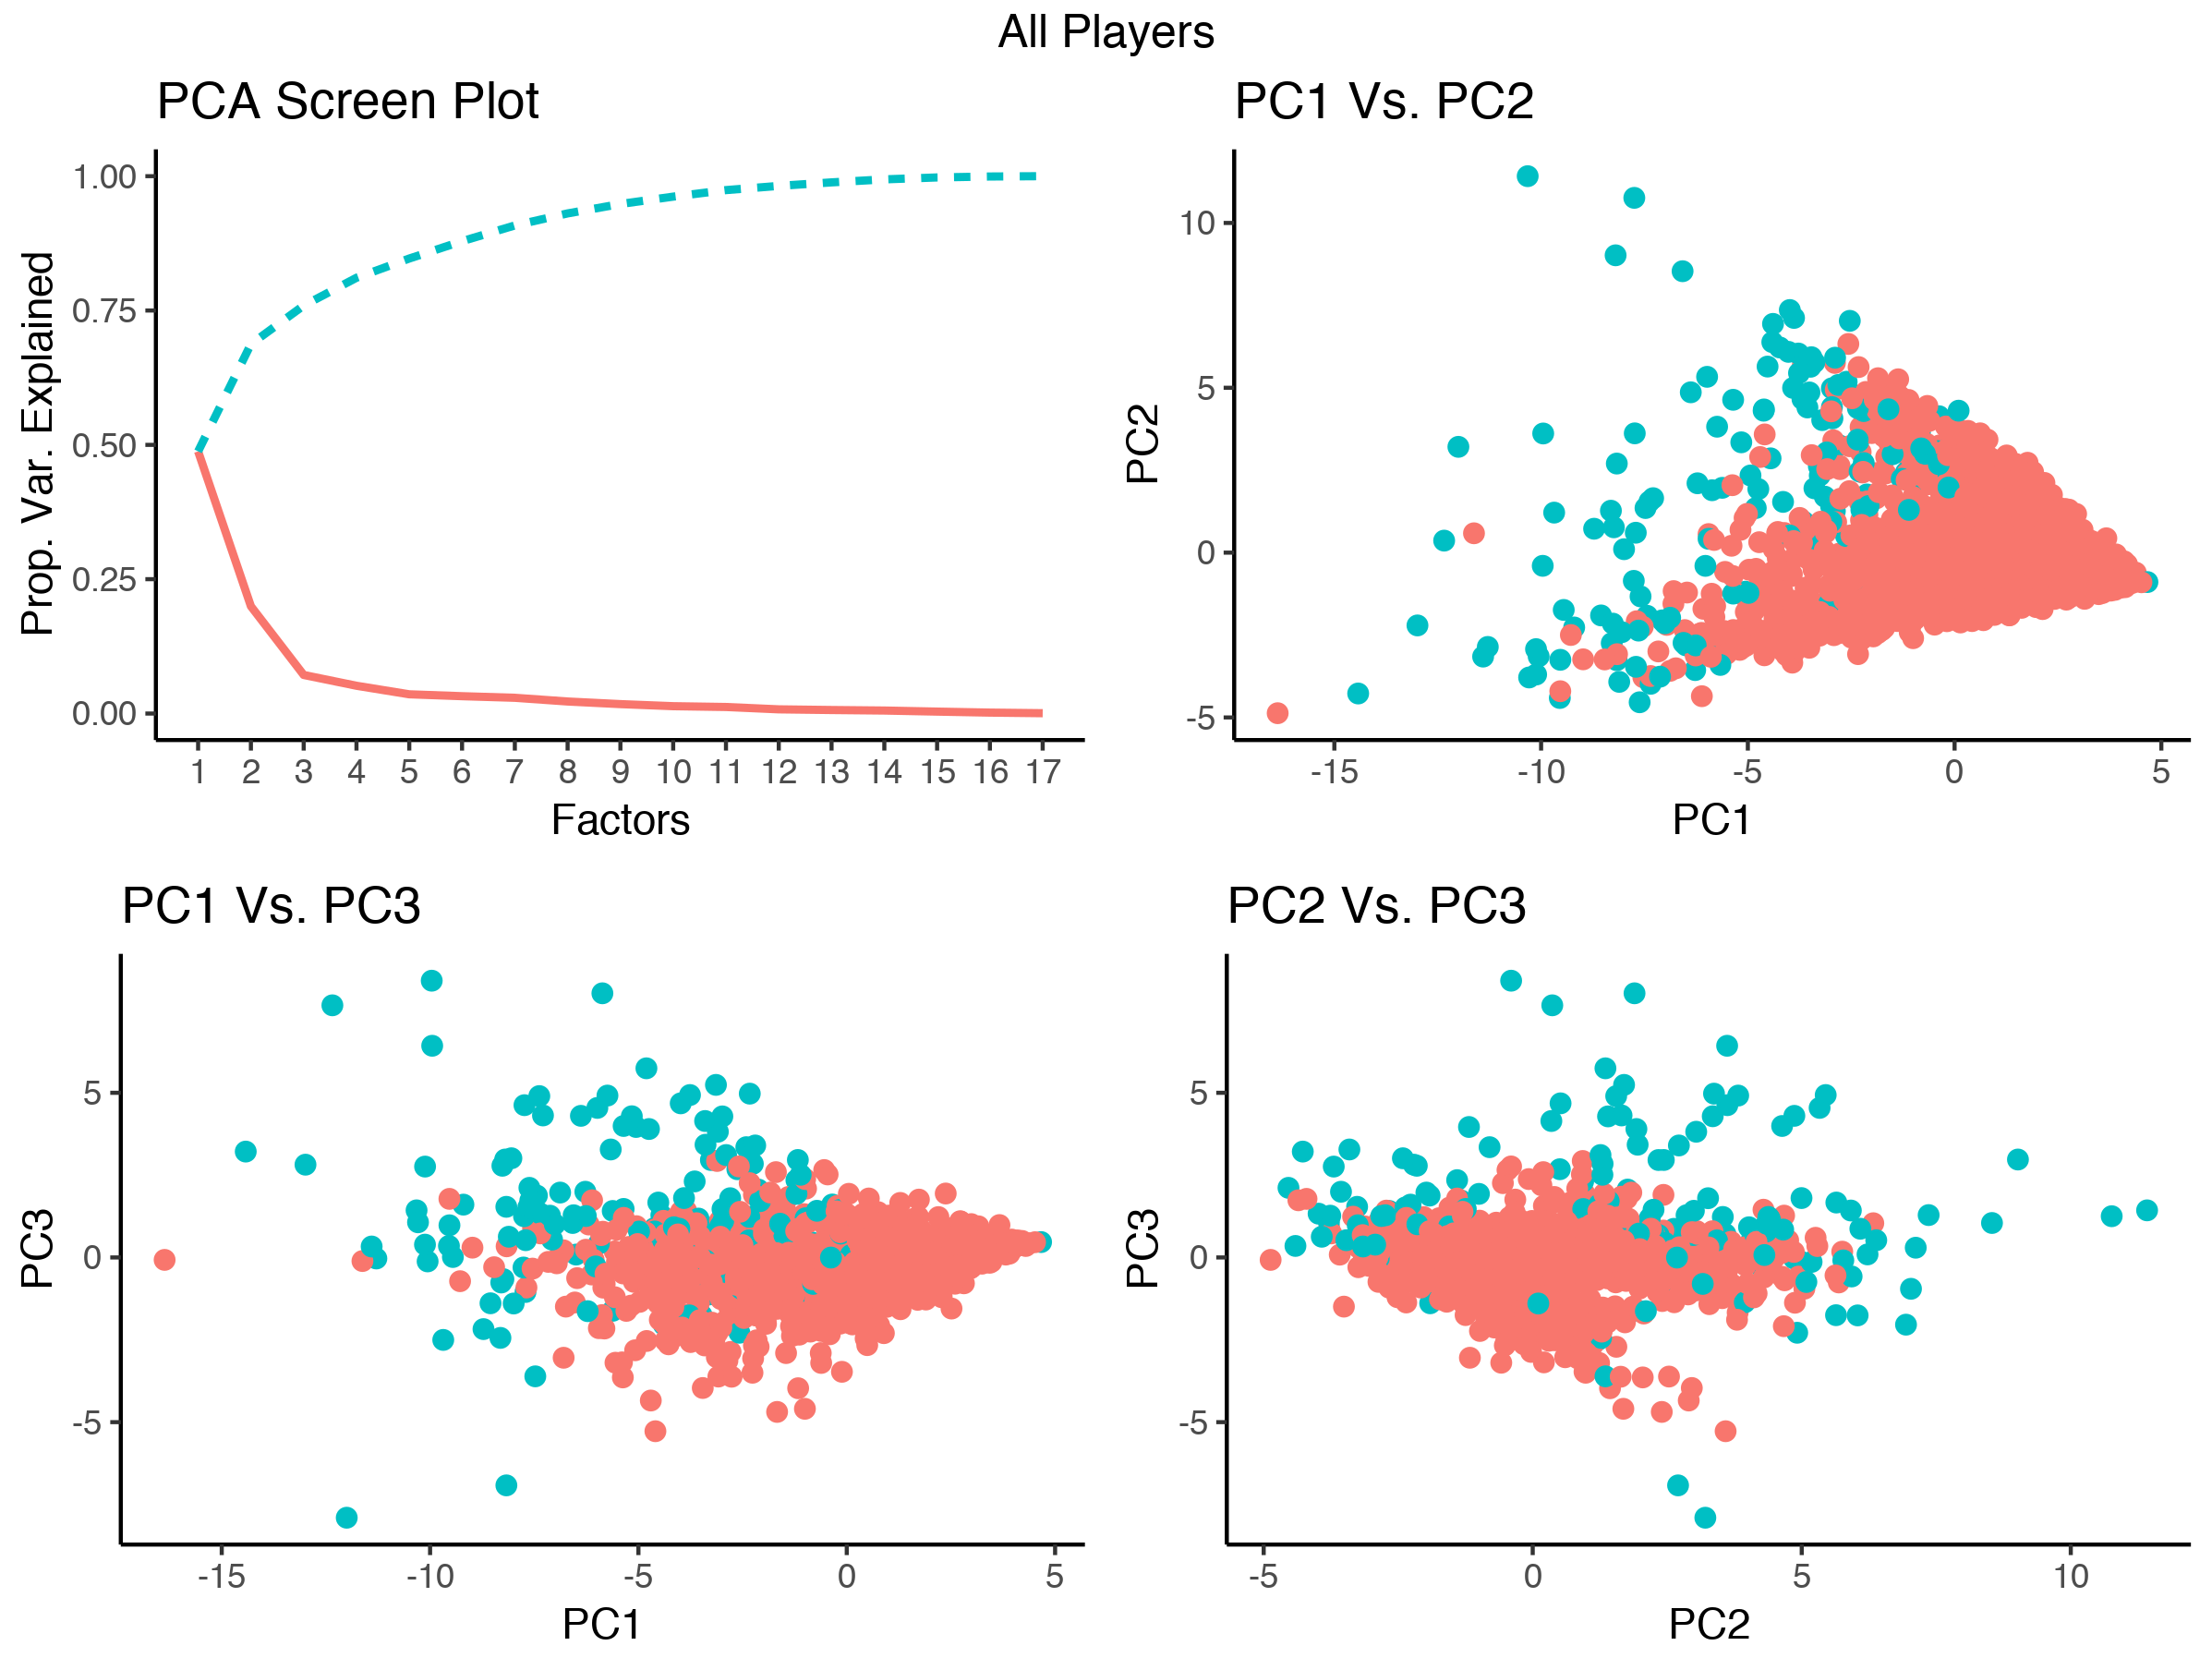 All Players
PCA Screen Plot
1.00
0.75
0.50
0.25
0.00
Prop. Var. Explained
1 2 3 4 5 6 7 8 9 10 11 12 13 14 15 16 17
Factors
PC1 Vs. PC2
10
5
0
-5
PC2
-15 -10 -5 0 5
PC1
PC1 Vs. PC3
5
0
-5
PC3
-15 -10 -5 0 5
PC1
PC2 Vs. PC3
5
0
-5
PC3
-5 0 5 10
PC2